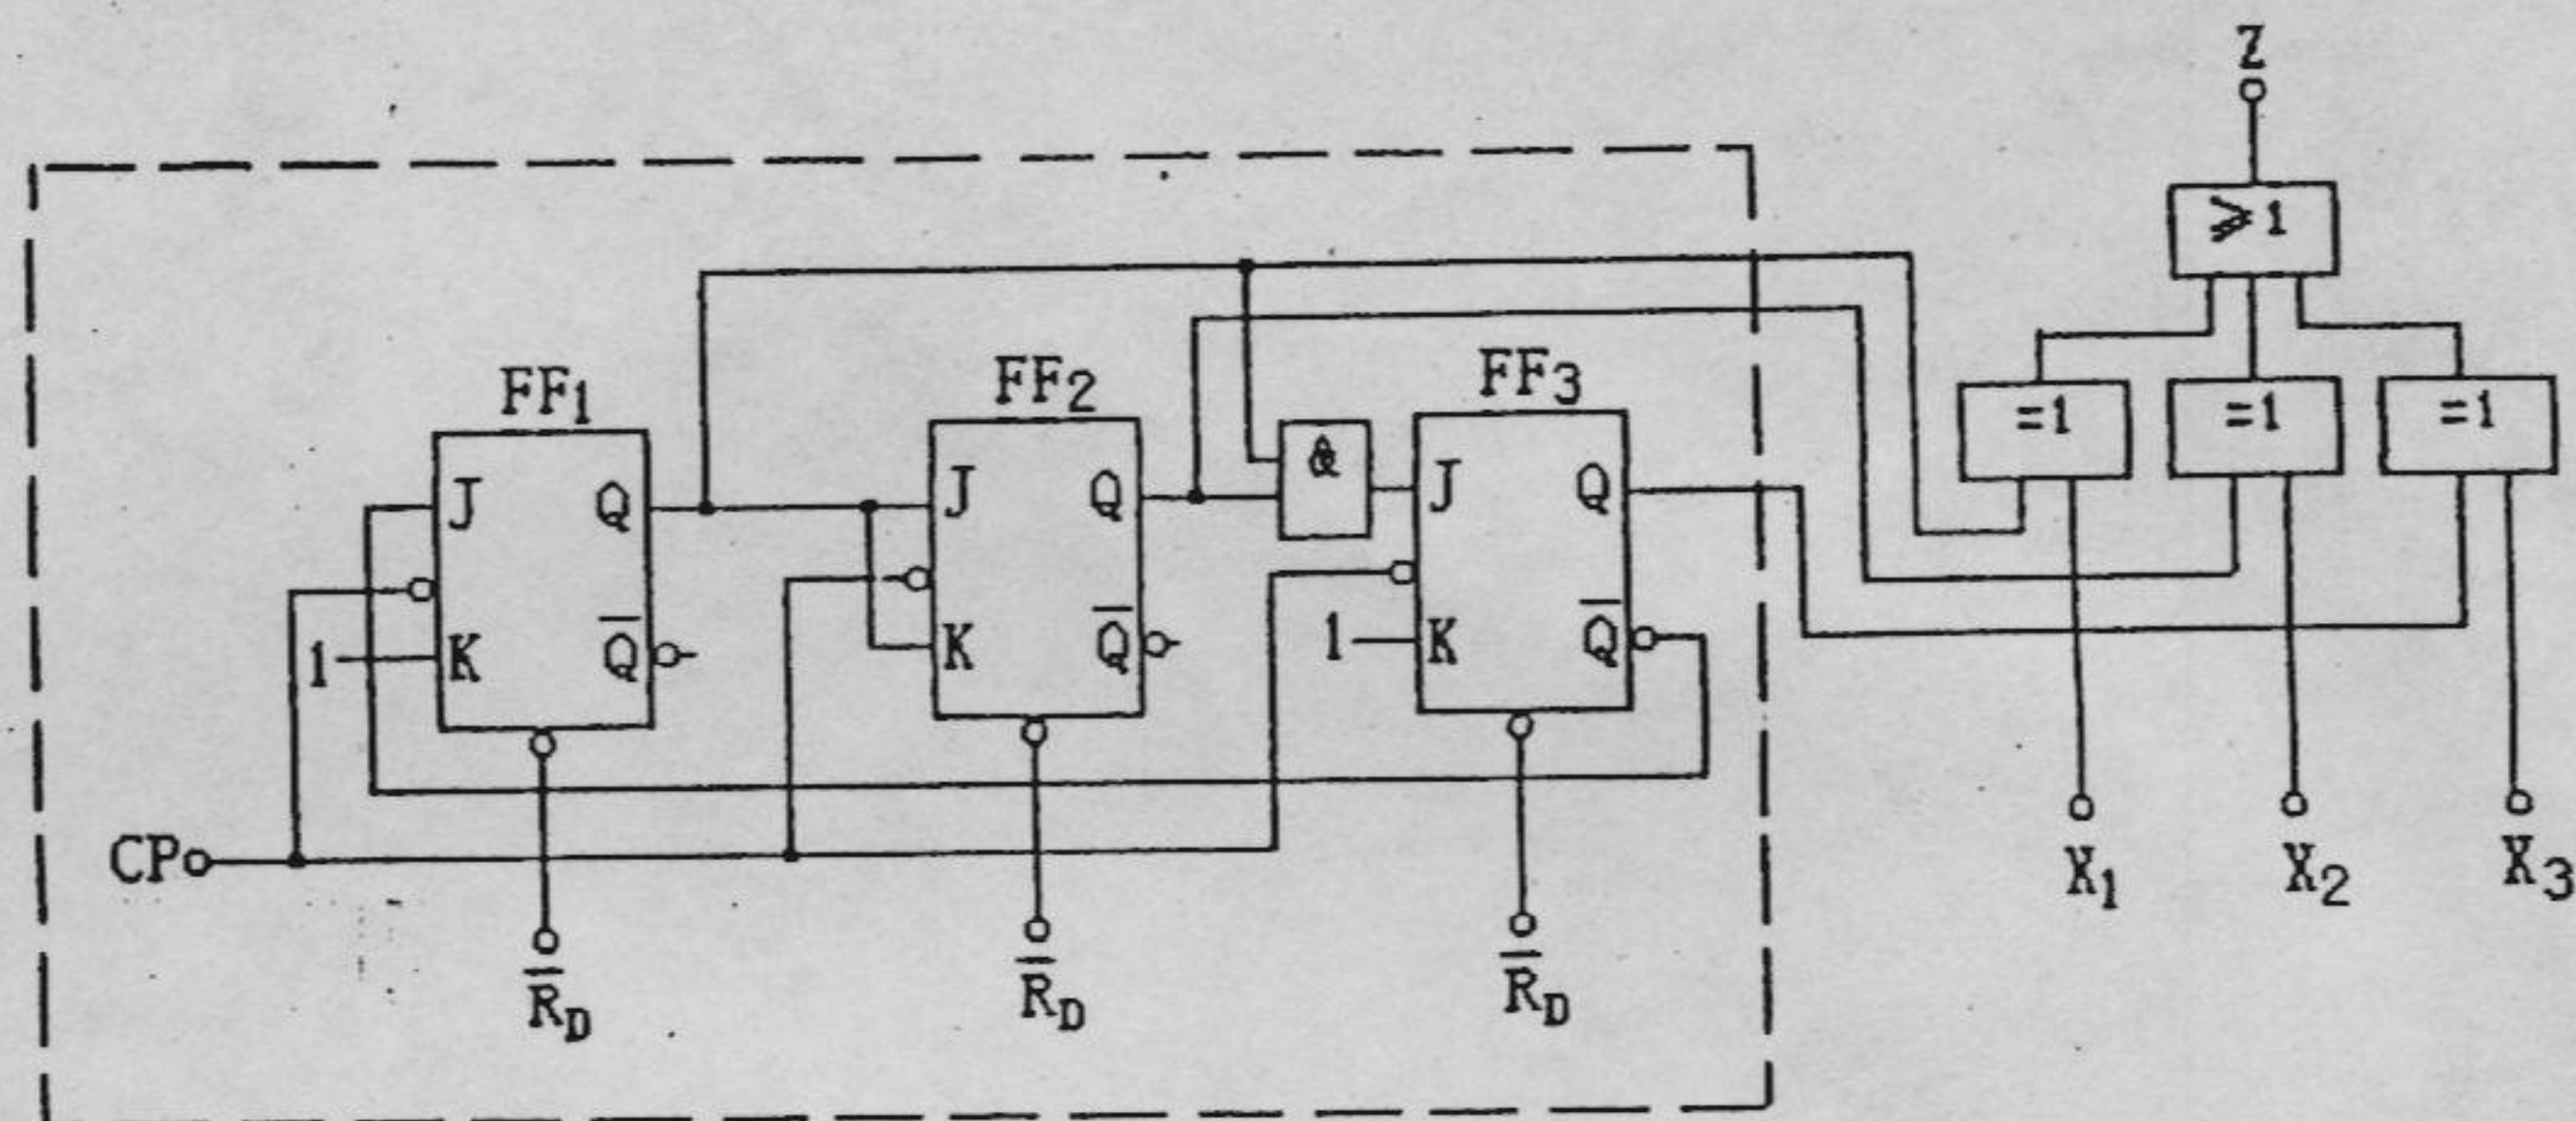 Z
≥1
FF1 FF2 FF3
=1 =1 =1
J Q J Q & J Q
K Q̅ K Q̅ K Q̅
1 1
CP
X1 X2 X3
R̅D R̅D R̅D